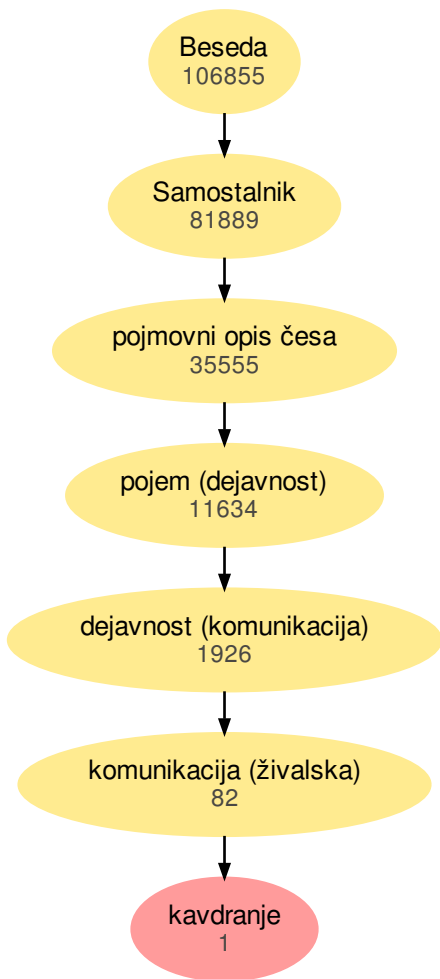 Beseda
106855
Samostalnik
81889
pojmovni opis česa
35555
pojem (dejavnost)
11634
dejavnost (komunikacija)
1926
komunikacija (živalska)
82
kavdranje
1